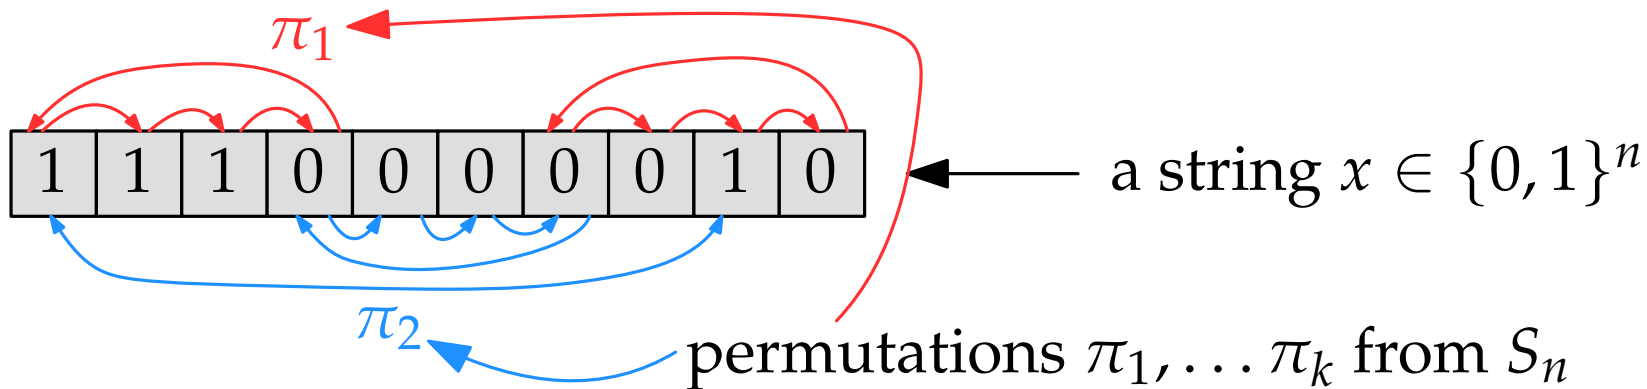 π₁
1 1 1 0 0 0 0 0 1 0
a string x ∈ {0, 1}ⁿ
π₂
permutations π₁, . . . πₖ from Sₙ